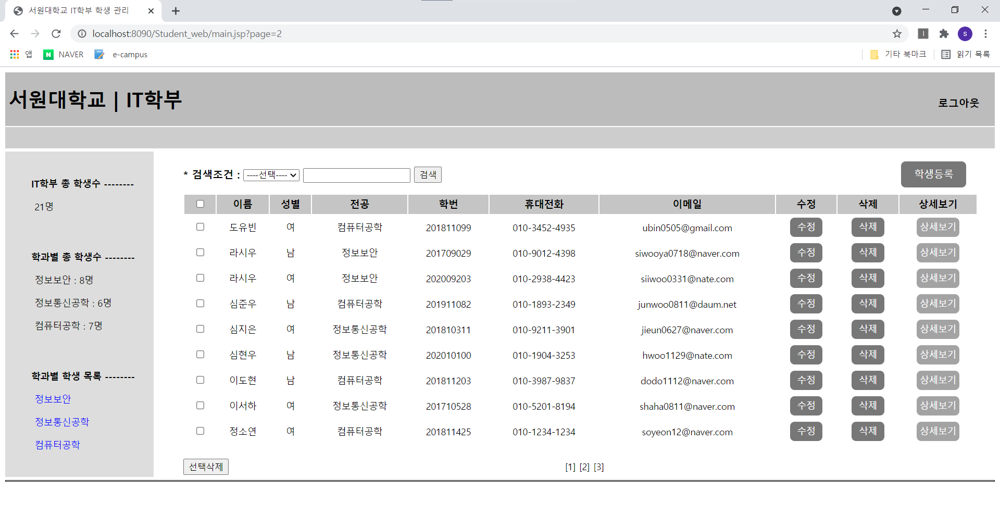 서원대학교 IT학부 학생 관리
localhost:8090/Student_web/main.jsp?page=2
I
s
앱 NAVER e-campus 기타 북마크 읽기 목록
서원대학교 | IT학부
로그아웃
IT학부 총 학생수 --------
21명
학과별 총 학생수 --------
정보보안 : 8명
정보통신공학 : 6명
컴퓨터공학 : 7명
학과별 학생 목록 --------
정보보안
정보통신공학
컴퓨터공학
* 검색조건 : ----선택---- 검색
학생등록
이름 성별 전공 학번 휴대전화 이메일 수정 삭제 상세보기
도유빈 여 컴퓨터공학 201811099 010-3452-4935 ubin0505@gmail.com 수정 삭제 상세보기
라시우 남 정보보안 201709029 010-9012-4398 siwooya0718@naver.com 수정 삭제 상세보기
라시우 여 정보보안 202009203 010-2938-4423 siiwoo0331@nate.com 수정 삭제 상세보기
심준우 남 컴퓨터공학 201911082 010-1893-2349 junwoo0811@daum.net 수정 삭제 상세보기
심지은 여 정보통신공학 201810311 010-9211-3901 jieun0627@naver.com 수정 삭제 상세보기
심현우 남 정보통신공학 202010100 010-1904-3253 hwoo1129@nate.com 수정 삭제 상세보기
이도현 남 컴퓨터공학 201811203 010-3987-9837 dodo1112@naver.com 수정 삭제 상세보기
이서하 여 정보통신공학 201710528 010-5201-8194 shaha0811@naver.com 수정 삭제 상세보기
정소연 여 컴퓨터공학 201811425 010-1234-1234 soyeon12@naver.com 수정 삭제 상세보기
선택삭제
[1] [2] [3]